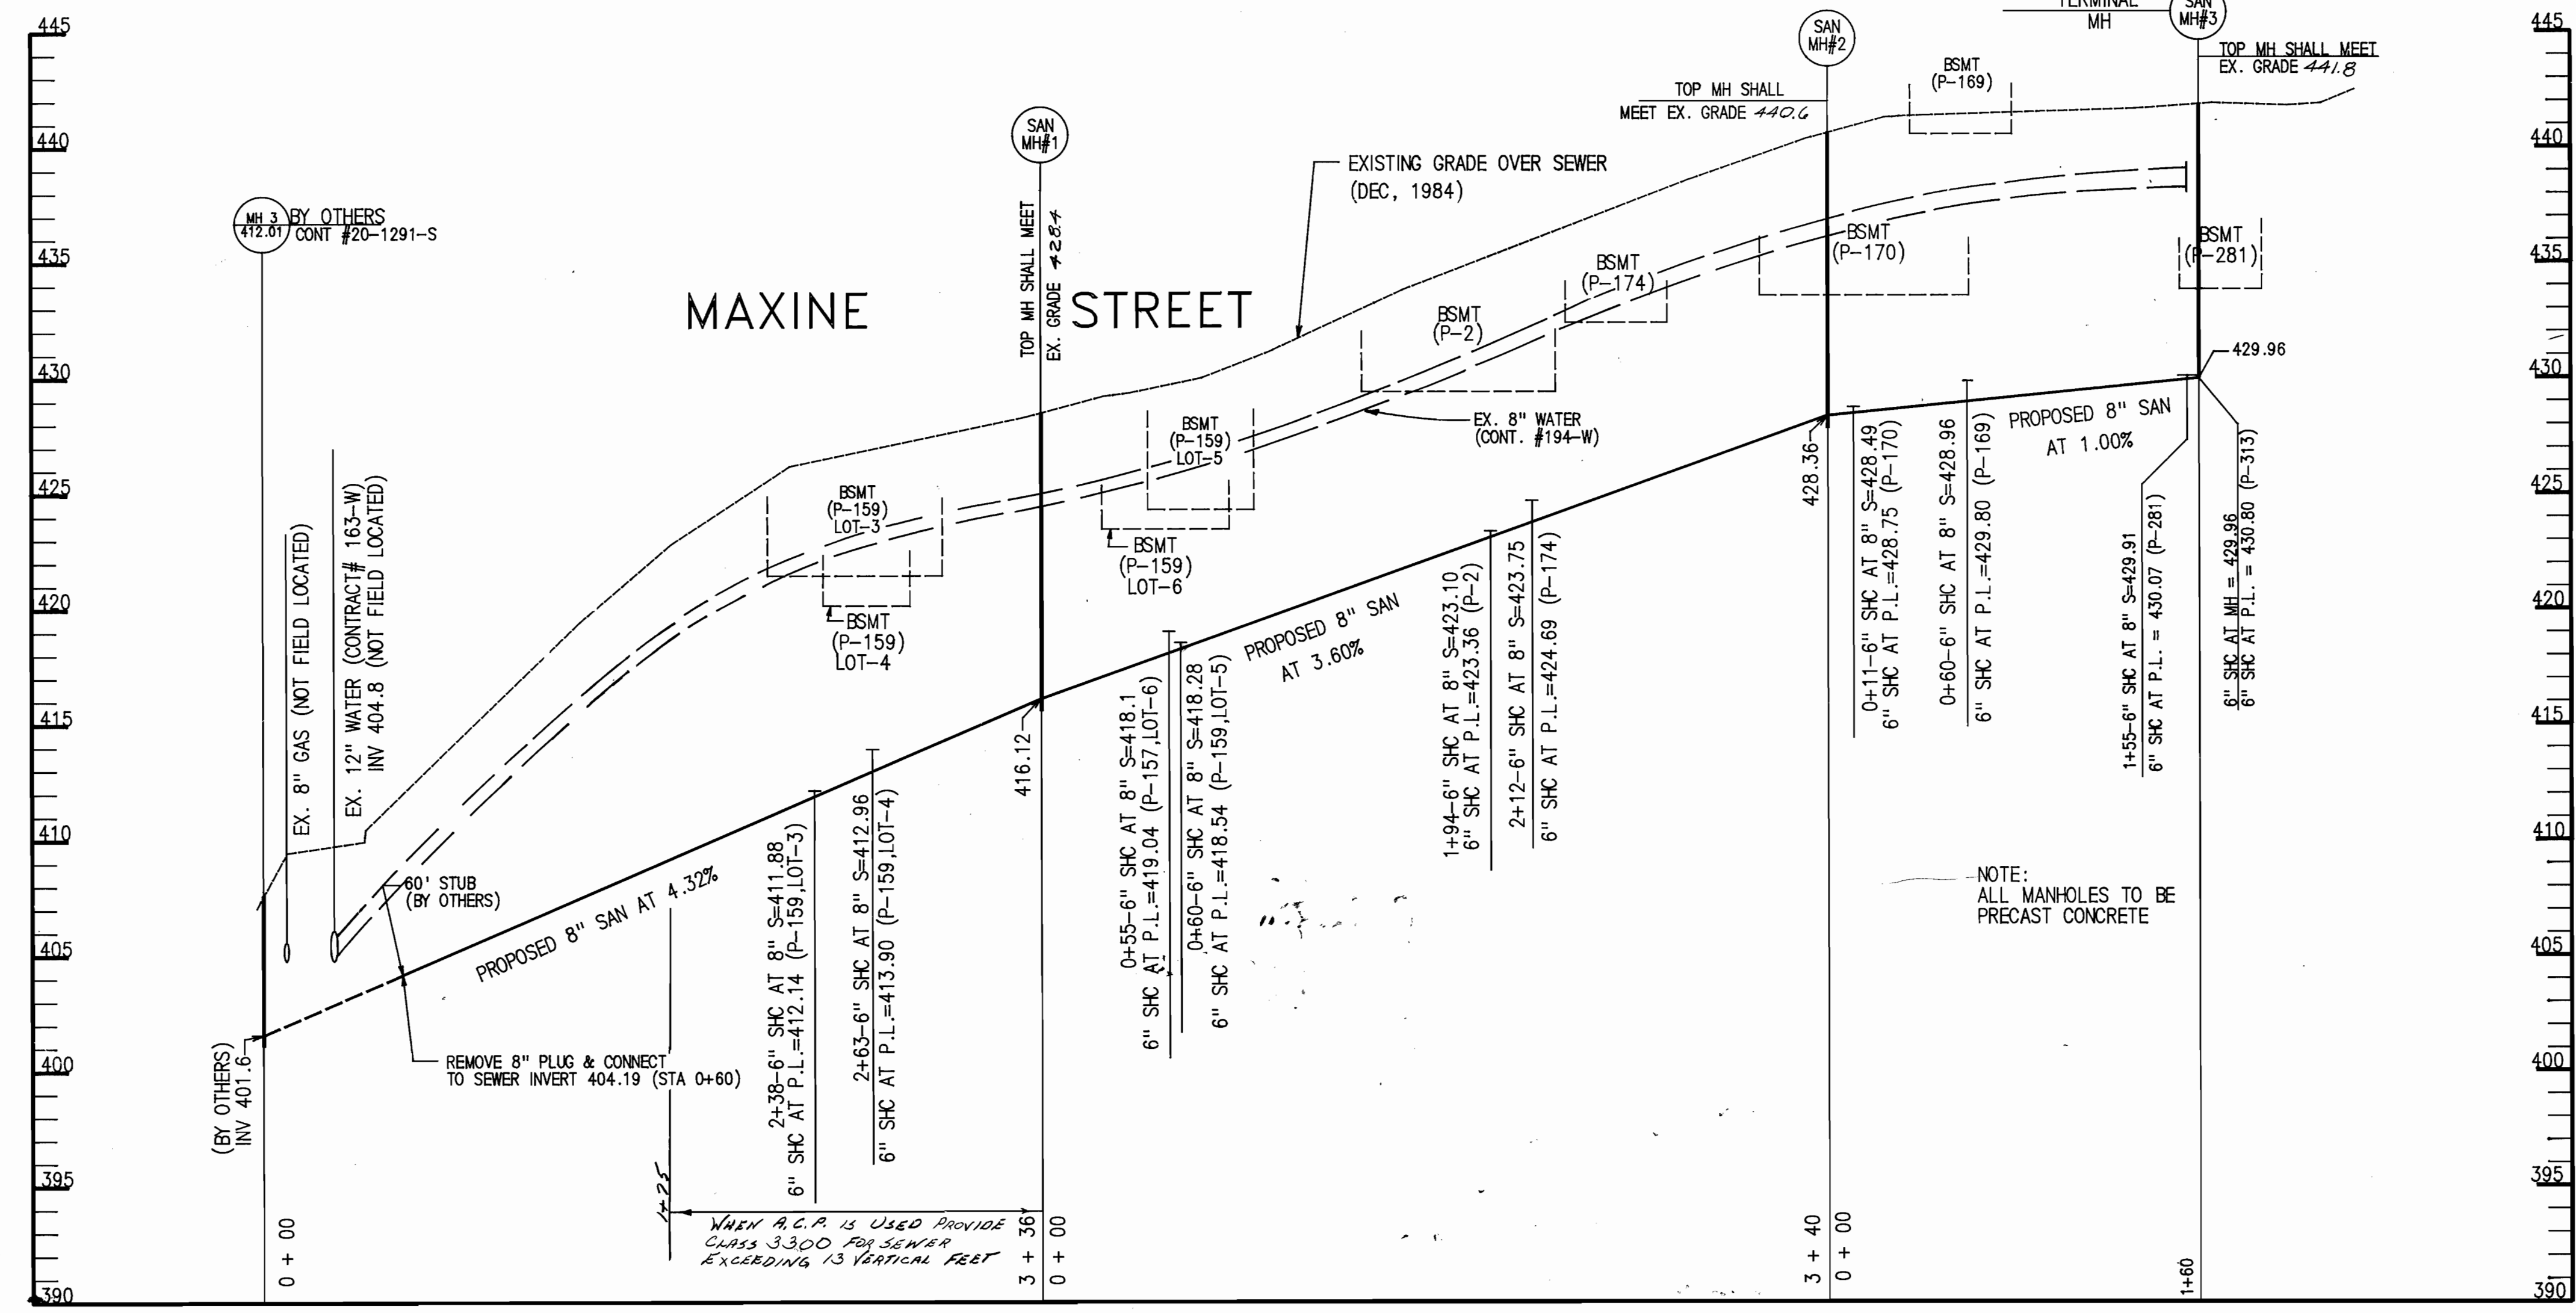 445
440
435
430
425
420
415
410
405
400
395
390
MH 3
412.01
BY OTHERS
CONT #20-1291-S
EX. 8" GAS (NOT FIELD LOCATED)
EX. 12" WATER (CONTRACT# 163-W)
INV 404.8 (NOT FIELD LOCATED)
60' STUB
(BY OTHERS)
(BY OTHERS)
INV 401.6
REMOVE 8" PLUG & CONNECT
TO SEWER INVERT 404.19 (STA 0+60)
PROPOSED 8" SAN AT 4.32%
0 + 00
1+25
WHEN A.C.P. IS USED PROVIDE
CLASS 3300 FOR SEWER
EXCEEDING 13 VERTICAL FEET
MAXINE STREET
BSMT
(P-159)
LOT-3
BSMT
(P-159)
LOT-4
2+38-6" SHC AT 8" S=411.88
6" SHC AT P.L.=412.14 (P-159,LOT-3)
2+63-6" SHC AT 8" S=412.96
6" SHC AT P.L.=413.90 (P-159,LOT-4)
SAN
MH#1
TOP MH SHALL MEET
EX. GRADE 428.4
416.12
3 + 36
0 + 00
BSMT
(P-159)
LOT-5
BSMT
(P-159)
LOT-6
0+55-6" SHC AT 8" S=418.1
6" SHC AT P.L.=419.04 (P-157,LOT-6)
0+60-6" SHC AT 8" S=418.28
6" SHC AT P.L.=418.54 (P-159,LOT-5)
PROPOSED 8" SAN
AT 3.60%
EXISTING GRADE OVER SEWER
(DEC, 1984)
BSMT
(P-2)
BSMT
(P-174)
EX. 8" WATER
(CONT. #194-W)
1+94-6" SHC AT 8" S=423.10
6" SHC AT P.L.=423.36 (P-2)
2+12-6" SHC AT 8" S=423.75
6" SHC AT P.L.=424.69 (P-174)
SAN
MH#2
TOP MH SHALL
MEET EX. GRADE 440.6
428.36
3 + 40
0 + 00
BSMT
(P-169)
BSMT
(P-170)
0+11-6" SHC AT 8" S=428.49
6" SHC AT P.L.=428.75 (P-170)
0+60-6" SHC AT 8" S=428.96
6" SHC AT P.L.=429.80 (P-169)
PROPOSED 8" SAN
AT 1.00%
TERMINAL
MH
SAN
MH#3
TOP MH SHALL MEET
EX. GRADE 441.8
BSMT
(P-281)
429.96
1+55-6" SHC AT 8" S=429.91
6" SHC AT P.L. = 430.07 (P-281)
6" SHC AT MH = 429.96
6" SHC AT P.L. = 430.80 (P-313)
1+60
NOTE:
ALL MANHOLES TO BE
PRECAST CONCRETE
445
440
435
430
425
420
415
410
405
400
395
390